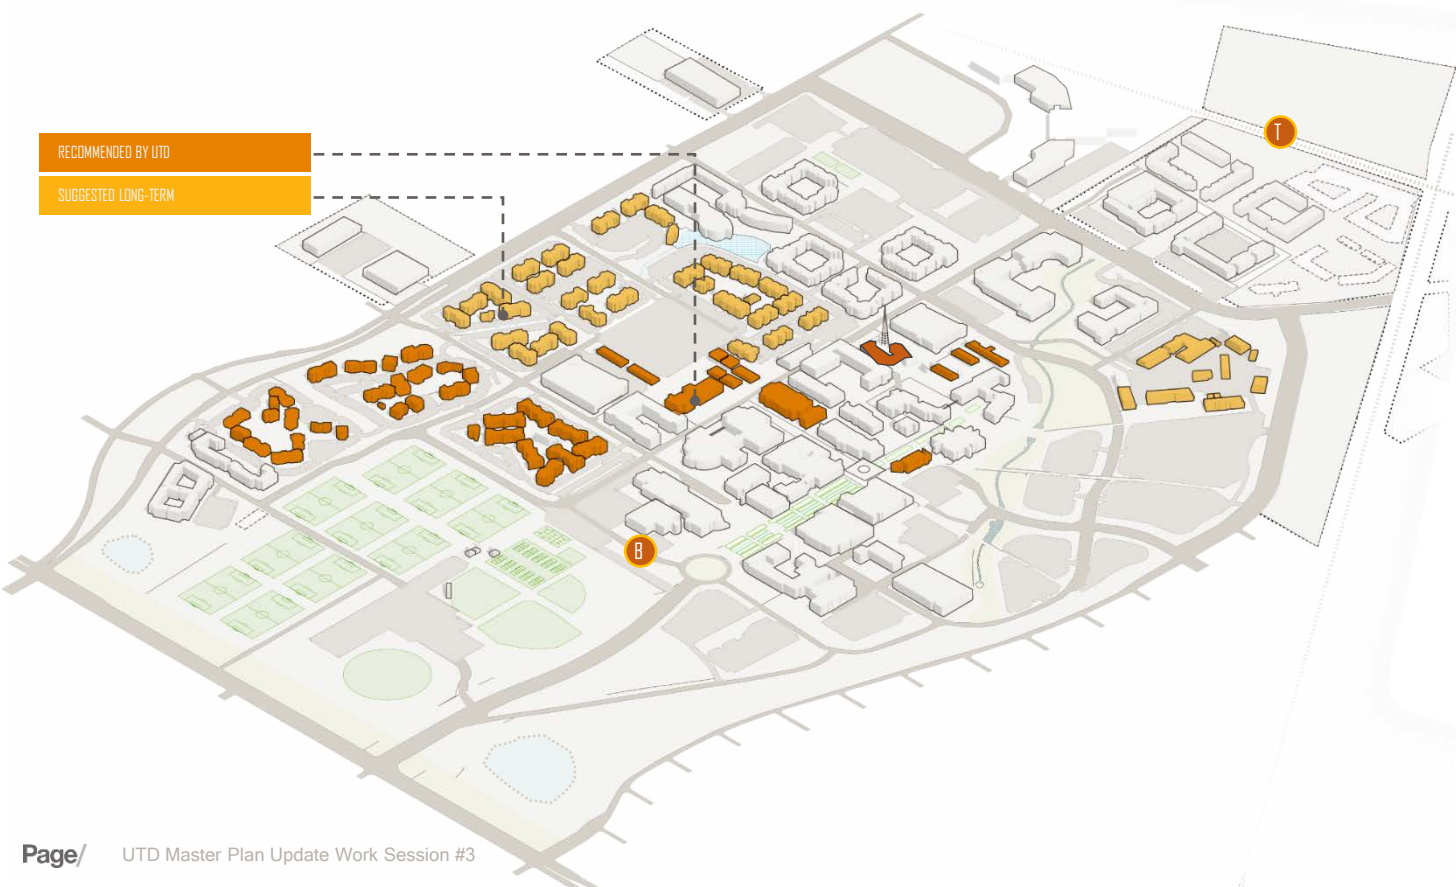 RECOMMENDED BY UTD
SUGGESTED LONG-TERM
T
B
Page/ UTD Master Plan Update Work Session #3